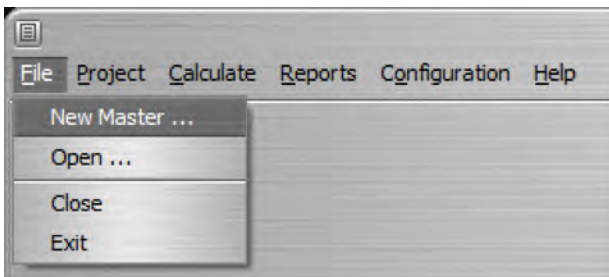 File Project Calculate Reports Configuration Help
New Master ...
Open ...
Close
Exit